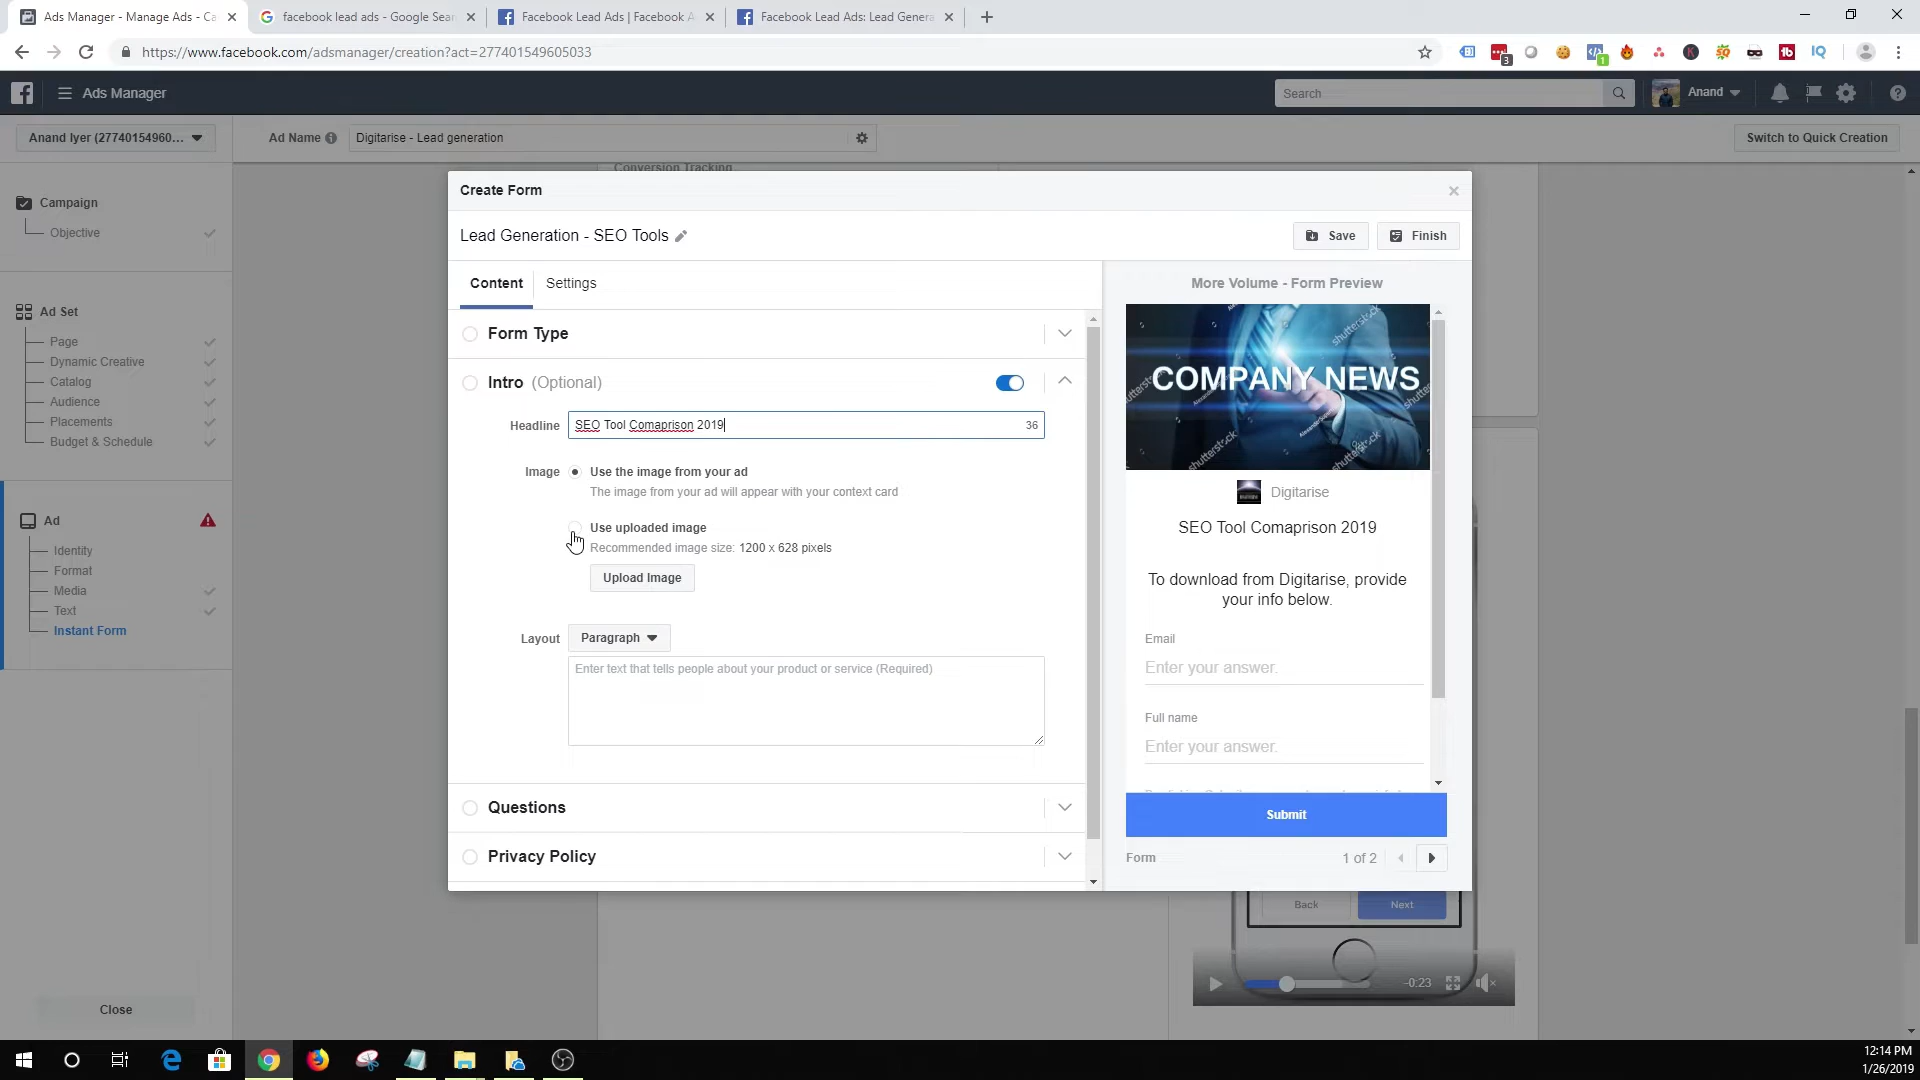 Ads Manager - Manage Ads - Ca
facebook lead ads - Google Sear
Facebook Lead Ads | Facebook A
Facebook Lead Ads: Lead Genera
https://www.facebook.com/adsmanager/creation?act=277401549605033
3
1
K
tb
IQ
Ads Manager
Search
Anand
Anand Iyer (27740154960...
Ad Name
Digitarise - Lead generation
Switch to Quick Creation
Campaign
Objective
Ad Set
Page
Dynamic Creative
Catalog
Audience
Placements
Budget & Schedule
Ad
Identity
Format
Media
Text
Instant Form
Close
Conversion Tracking
Create Form
Lead Generation - SEO Tools
Save
Finish
Content
Settings
Form Type
Intro (Optional)
Headline
SEO Tool Comaprison 2019
36
Image
Use the image from your ad
The image from your ad will appear with your context card
Use uploaded image
Recommended image size: 1200 x 628 pixels
Upload Image
Layout
Paragraph
Enter text that tells people about your product or service (Required)
Questions
Privacy Policy
More Volume - Form Preview
shutterstock
COMPANY NEWS
Digitarise
SEO Tool Comaprison 2019
To download from Digitarise, provide
your info below.
Email
Enter your answer.
Full name
Enter your answer.
Submit
Form
1 of 2
Back
Next
-0:23
12:14 PM
1/26/2019